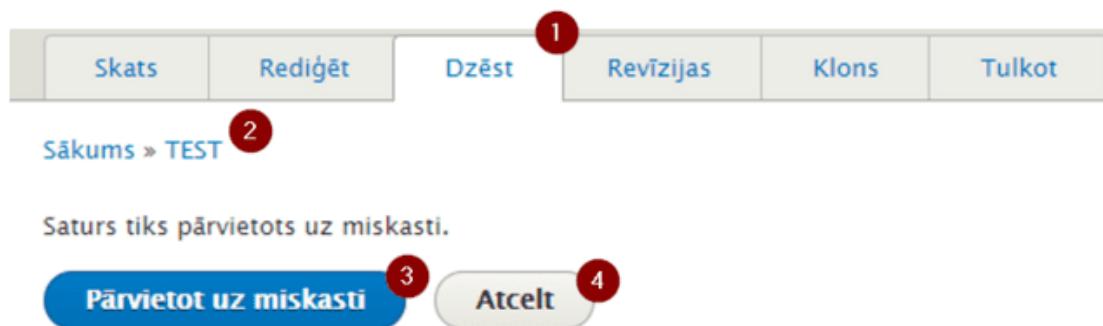 1
Skats Rediģēt Dzēst Revīzijas Klons Tulkot
2
Sākums » TEST
Saturs tiks pārvietots uz miskasti.
3 4
Pārvietot uz miskasti Atcelt